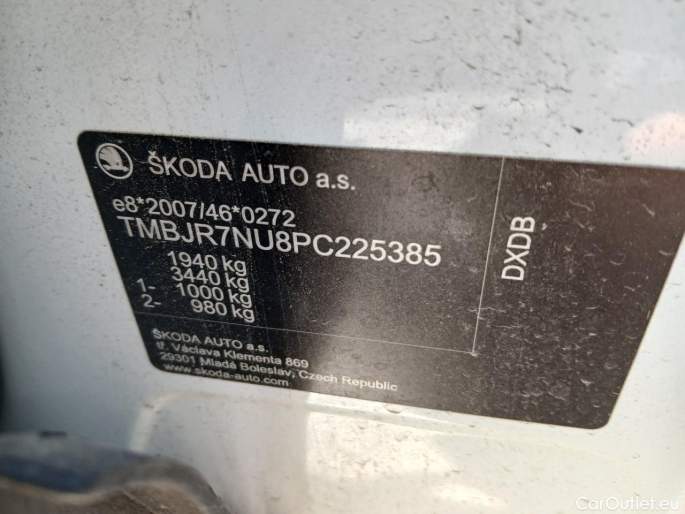 ŠKODA AUTO a.s.
e8*2007/46*0272
TMBJR7NU8PC225385
1940 kg
3440 kg
1- 1000 kg
2- 980 kg
ŠKODA AUTO a.s.
tř. Václava Klementa 869
29301 Mladá Boleslav, Czech Republic
www.skoda-auto.com
DXDB
CarOutlet.eu